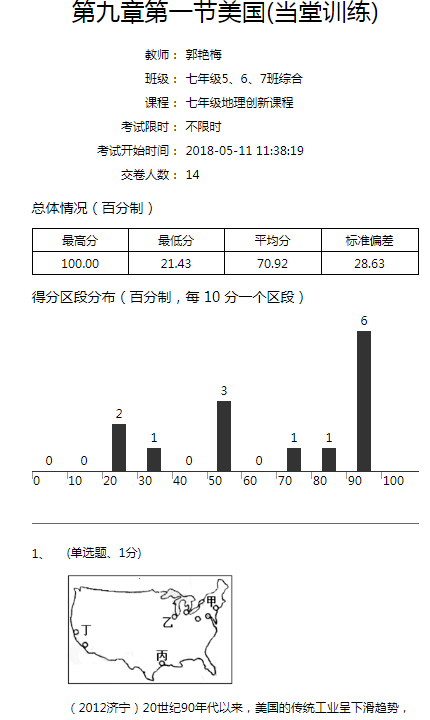 第九章第一节美国(当堂训练)
教师： 郭艳梅
班级： 七年级5、6、7班综合
课程： 七年级地理创新课程
考试限时： 不限时
考试开始时间： 2018-05-11 11:38:19
交卷人数： 14
总体情况（百分制）
最高分 最低分 平均分 标准偏差
100.00 21.43 70.92 28.63
得分区段分布（百分制，每 10 分一个区段）
0 0 2 1 0 3 0 1 1 6
0 10 20 30 40 50 60 70 80 90 100
1、 (单选题、1分)
甲
乙
丁
丙
（2012济宁）20世纪90年代以来，美国的传统工业呈下滑趋势，